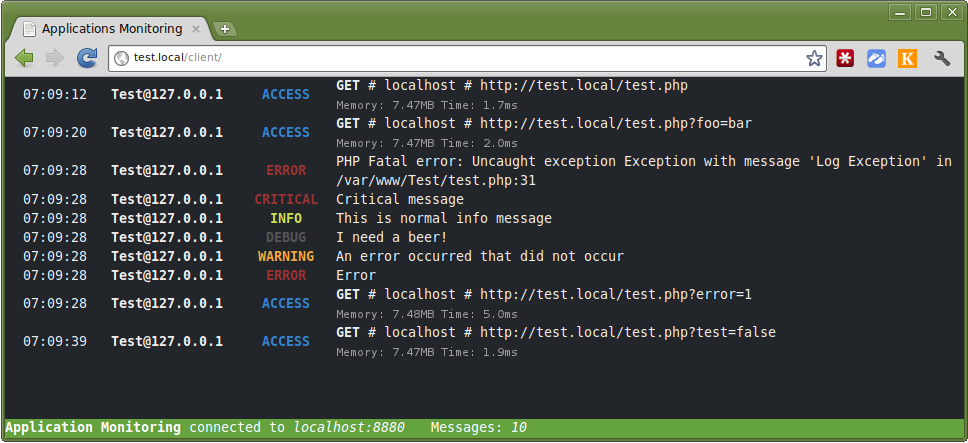 Applications Monitoring
test.local/client/
07:09:12 Test@127.0.0.1 ACCESS GET # localhost # http://test.local/test.php
Memory: 7.47MB Time: 1.7ms
07:09:20 Test@127.0.0.1 ACCESS GET # localhost # http://test.local/test.php?foo=bar
Memory: 7.47MB Time: 2.0ms
07:09:28 Test@127.0.0.1 ERROR PHP Fatal error: Uncaught exception Exception with message 'Log Exception' in
/var/www/Test/test.php:31
07:09:28 Test@127.0.0.1 CRITICAL Critical message
07:09:28 Test@127.0.0.1 INFO This is normal info message
07:09:28 Test@127.0.0.1 DEBUG I need a beer!
07:09:28 Test@127.0.0.1 WARNING An error occurred that did not occur
07:09:28 Test@127.0.0.1 ERROR Error
07:09:28 Test@127.0.0.1 ACCESS GET # localhost # http://test.local/test.php?error=1
Memory: 7.48MB Time: 5.0ms
07:09:39 Test@127.0.0.1 ACCESS GET # localhost # http://test.local/test.php?test=false
Memory: 7.47MB Time: 1.9ms
Application Monitoring connected to localhost:8880 Messages: 10